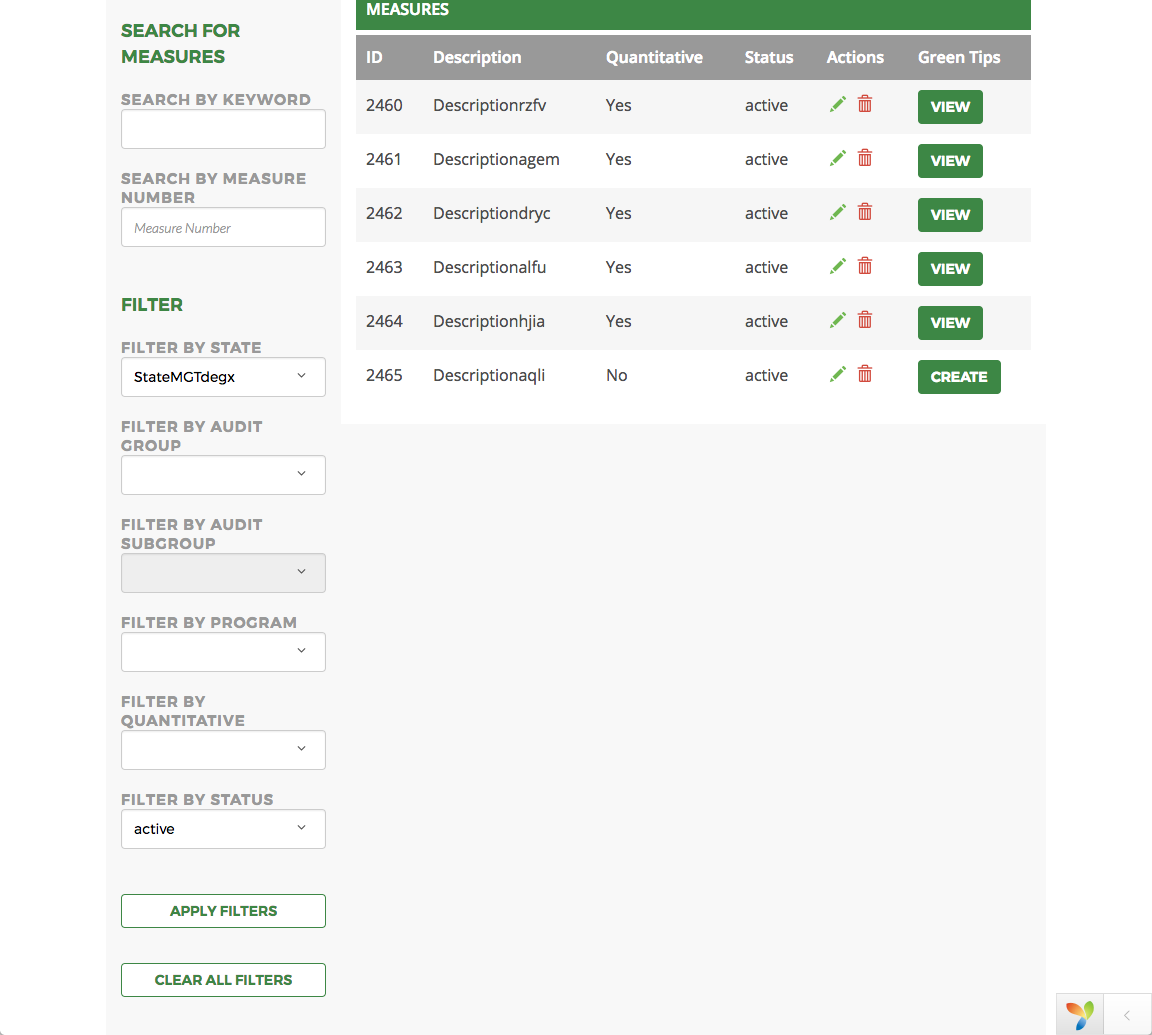 SEARCH FOR
MEASURES
SEARCH BY KEYWORD
SEARCH BY MEASURE
NUMBER
Measure Number
FILTER
FILTER BY STATE
StateMGTdegx
FILTER BY AUDIT
GROUP
FILTER BY AUDIT
SUBGROUP
FILTER BY PROGRAM
FILTER BY
QUANTITATIVE
FILTER BY STATUS
active
APPLY FILTERS
CLEAR ALL FILTERS
MEASURES
ID Description Quantitative Status Actions Green Tips
2460 Descriptionrzfv Yes active VIEW
2461 Descriptionagem Yes active VIEW
2462 Descriptiondryc Yes active VIEW
2463 Descriptionalfu Yes active VIEW
2464 Descriptionhjia Yes active VIEW
2465 Descriptionaqli No active CREATE